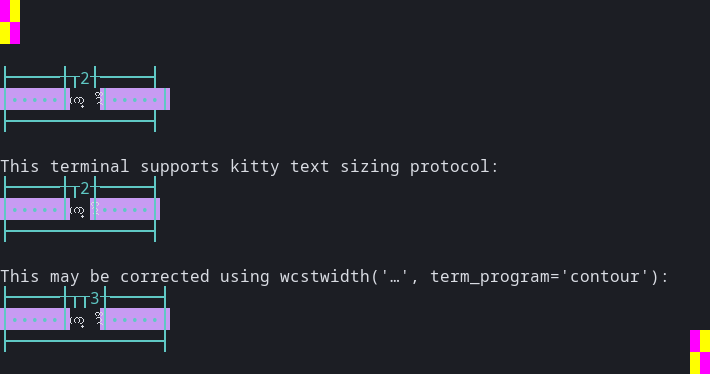 2
This terminal supports kitty text sizing protocol:
2
This may be corrected using wcstwidth('…', term_program='contour'):
3